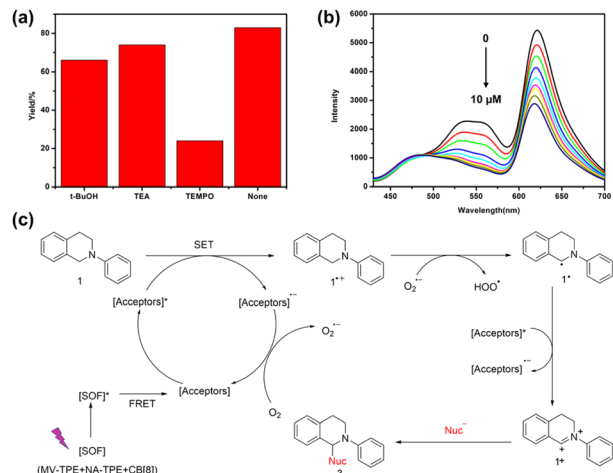 (a)
Yield/%
80
60
40
20
0
t-BuOH TEA TEMPO None
(b)
Intensity
6000
5000
4000
3000
2000
1000
0
0
10 μM
450 500 550 600 650 700
Wavelength(nm)
(c)
1
SET
1•+
O2•−
HOO•
1•
[Acceptors]*
[Acceptors]•−
O2•−
[Acceptors]*
[Acceptors]•−
[SOF]*
FRET
[Acceptors]
O2
Nuc−
[SOF]
(MV-TPE+NA-TPE+CB[8])
N
N
N
N
Nuc
3
N
+
+
1+